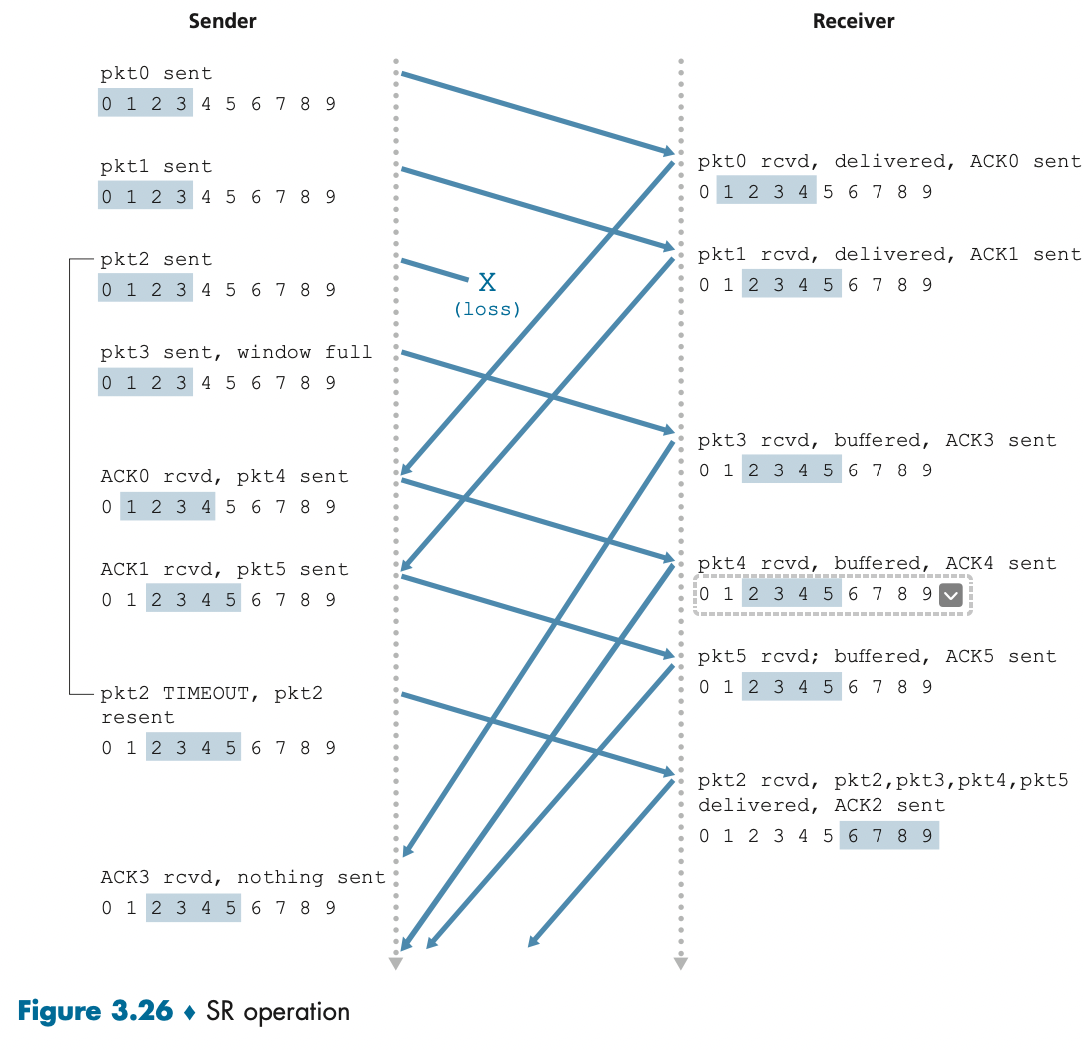 Sender
Receiver
pkt0 sent
0 1 2 3 4 5 6 7 8 9
pkt0 rcvd, delivered, ACK0 sent
0 1 2 3 4 5 6 7 8 9
pkt1 sent
0 1 2 3 4 5 6 7 8 9
pkt1 rcvd, delivered, ACK1 sent
0 1 2 3 4 5 6 7 8 9
pkt2 sent
0 1 2 3 4 5 6 7 8 9
X
(loss)
pkt3 sent, window full
0 1 2 3 4 5 6 7 8 9
pkt3 rcvd, buffered, ACK3 sent
0 1 2 3 4 5 6 7 8 9
ACK0 rcvd, pkt4 sent
0 1 2 3 4 5 6 7 8 9
pkt4 rcvd, buffered, ACK4 sent
0 1 2 3 4 5 6 7 8 9
ACK1 rcvd, pkt5 sent
0 1 2 3 4 5 6 7 8 9
pkt5 rcvd; buffered, ACK5 sent
0 1 2 3 4 5 6 7 8 9
pkt2 TIMEOUT, pkt2
resent
0 1 2 3 4 5 6 7 8 9
pkt2 rcvd, pkt2,pkt3,pkt4,pkt5
delivered, ACK2 sent
0 1 2 3 4 5 6 7 8 9
ACK3 rcvd, nothing sent
0 1 2 3 4 5 6 7 8 9
Figure 3.26 ♦ SR operation